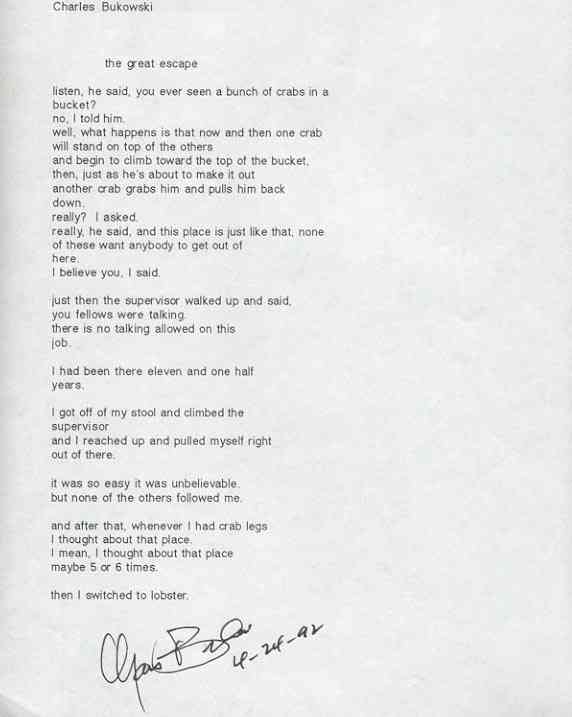 Charles Bukowski
the great escape
listen, he said, you ever seen a bunch of crabs in a
bucket?
no, I told him.
well, what happens is that now and then one crab
will stand on top of the others
and begin to climb toward the top of the bucket,
then, just as he's about to make it out
another crab grabs him and pulls him back
down.
really? I asked.
really, he said, and this place is just like that, none
of these want anybody to get out of
here.
I believe you, I said.
just then the supervisor walked up and said,
you fellows were talking.
there is no talking allowed on this
job.
I had been there eleven and one half
years.
I got off of my stool and climbed the
supervisor
and I reached up and pulled myself right
out of there.
it was so easy it was unbelievable.
but none of the others followed me.
and after that, whenever I had crab legs
I thought about that place.
I mean, I thought about that place
maybe 5 or 6 times.
then I switched to lobster.
4-24-92